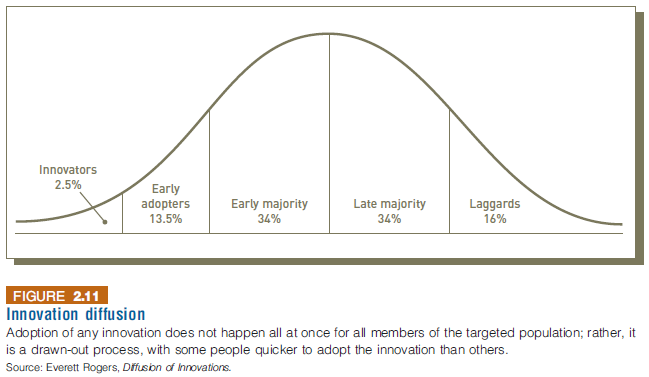 Innovators
2.5%
Early
adopters
13.5%
Early majority
34%
Late majority
34%
Laggards
16%
FIGURE 2.11
Innovation diffusion
Adoption of any innovation does not happen all at once for all members of the targeted population; rather, it
is a drawn-out process, with some people quicker to adopt the innovation than others.
Source: Everett Rogers, Diffusion of Innovations.